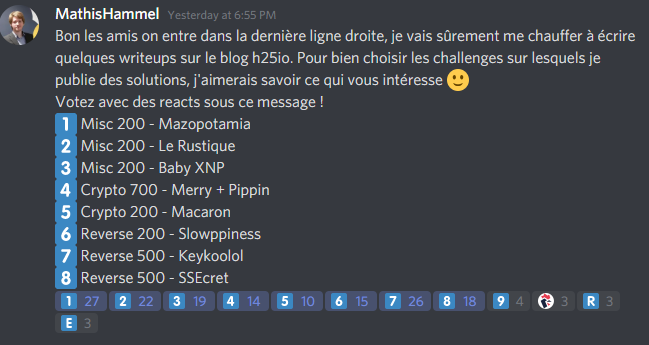 MathisHammel Yesterday at 6:55 PM
Bon les amis on entre dans la dernière ligne droite, je vais sûrement me chauffer à écrire
quelques writeups sur le blog h25io. Pour bien choisir les challenges sur lesquels je
publie des solutions, j'aimerais savoir ce qui vous intéresse
Votez avec des reacts sous ce message !
1 Misc 200 - Mazopotamia
2 Misc 200 - Le Rustique
3 Misc 200 - Baby XNP
4 Crypto 700 - Merry + Pippin
5 Crypto 200 - Macaron
6 Reverse 200 - Slowppiness
7 Reverse 500 - Keykoolol
8 Reverse 500 - SSEcret
1 27 2 22 3 19 4 14 5 10 6 15 7 26 8 18 9 4 3 R 3
E 3